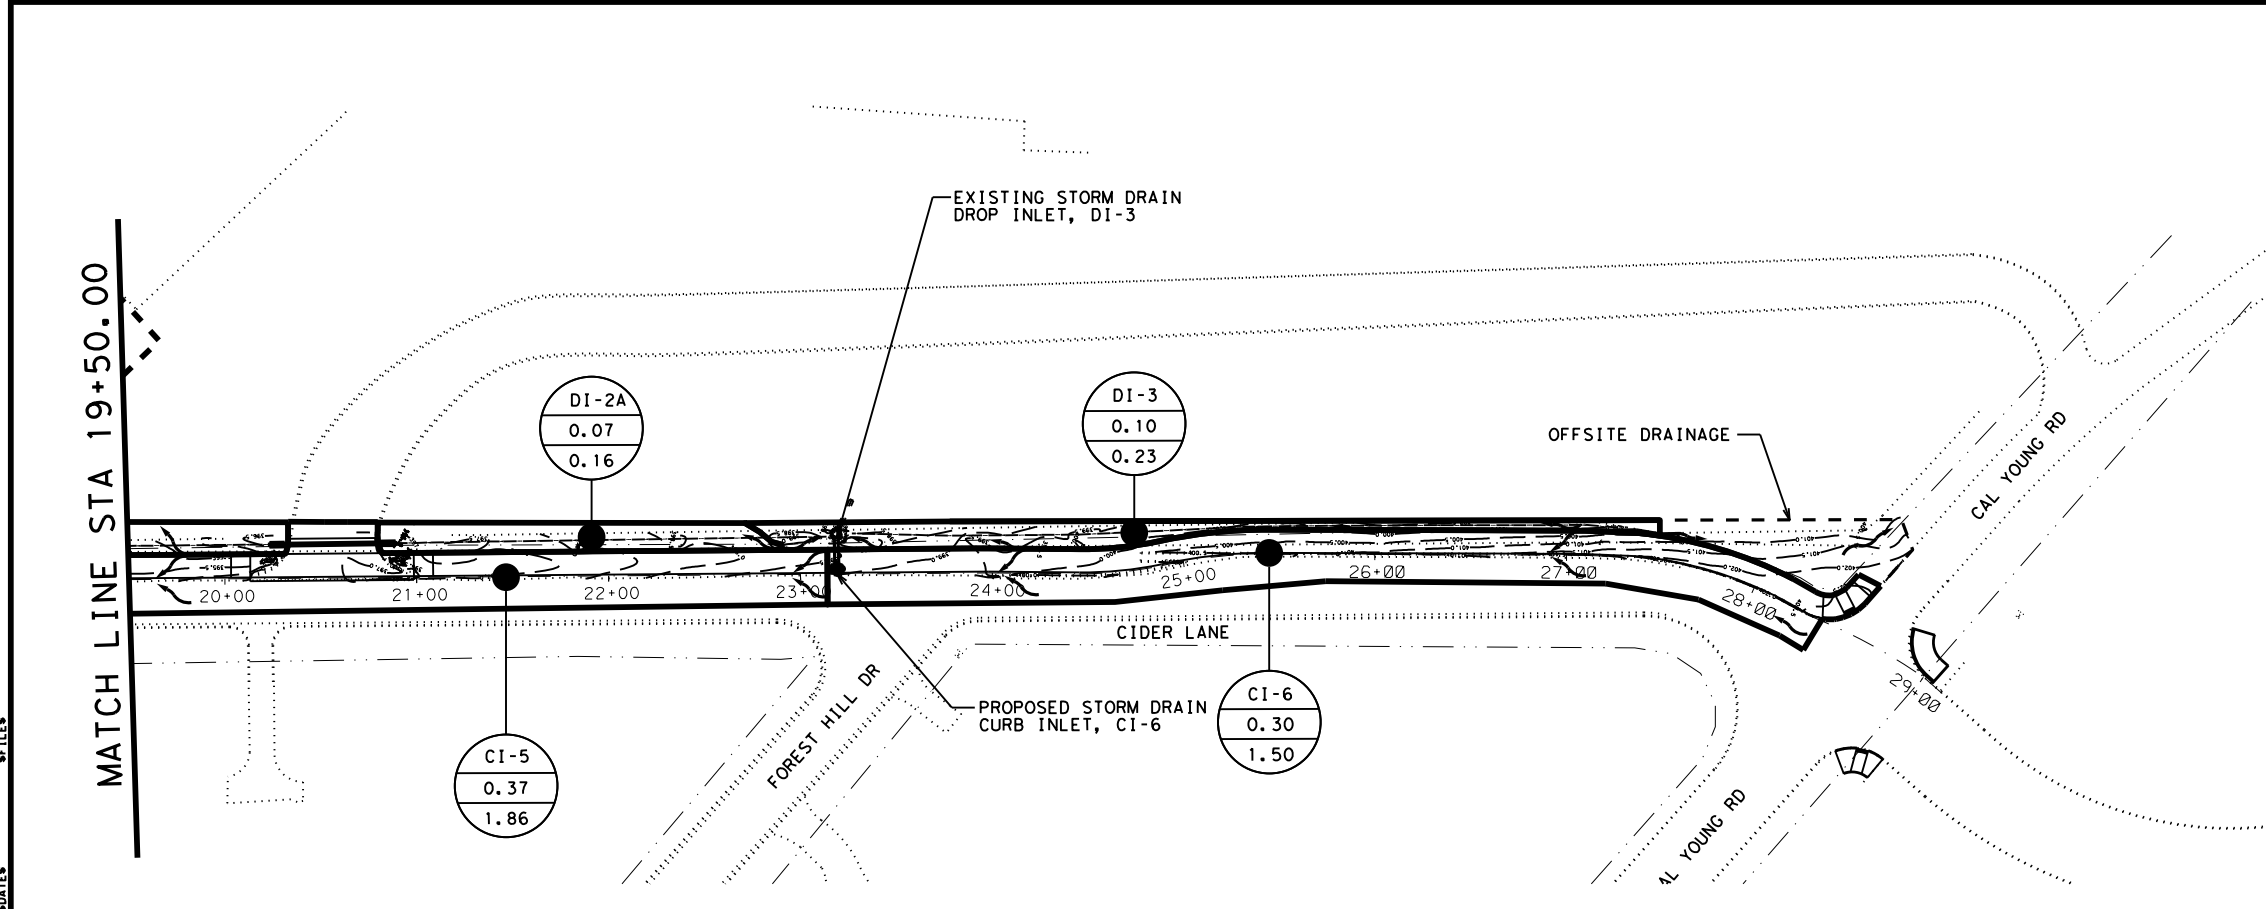 EXISTING STORM DRAIN
DROP INLET, DI-3
MATCH LINE STA 19+50.00
DI-2A
0.07
0.16
DI-3
0.10
0.23
OFFSITE DRAINAGE
CAL YOUNG RD
20+00
21+00
22+00
23+00
24+00
25+00
26+00
27+00
28+00
29+00
CIDER LANE
FOREST HILL DR
PROPOSED STORM DRAIN
CURB INLET, CI-6
CI-6
0.30
1.50
CI-5
0.37
1.86
AL YOUNG RD
$FILES
$DATE$